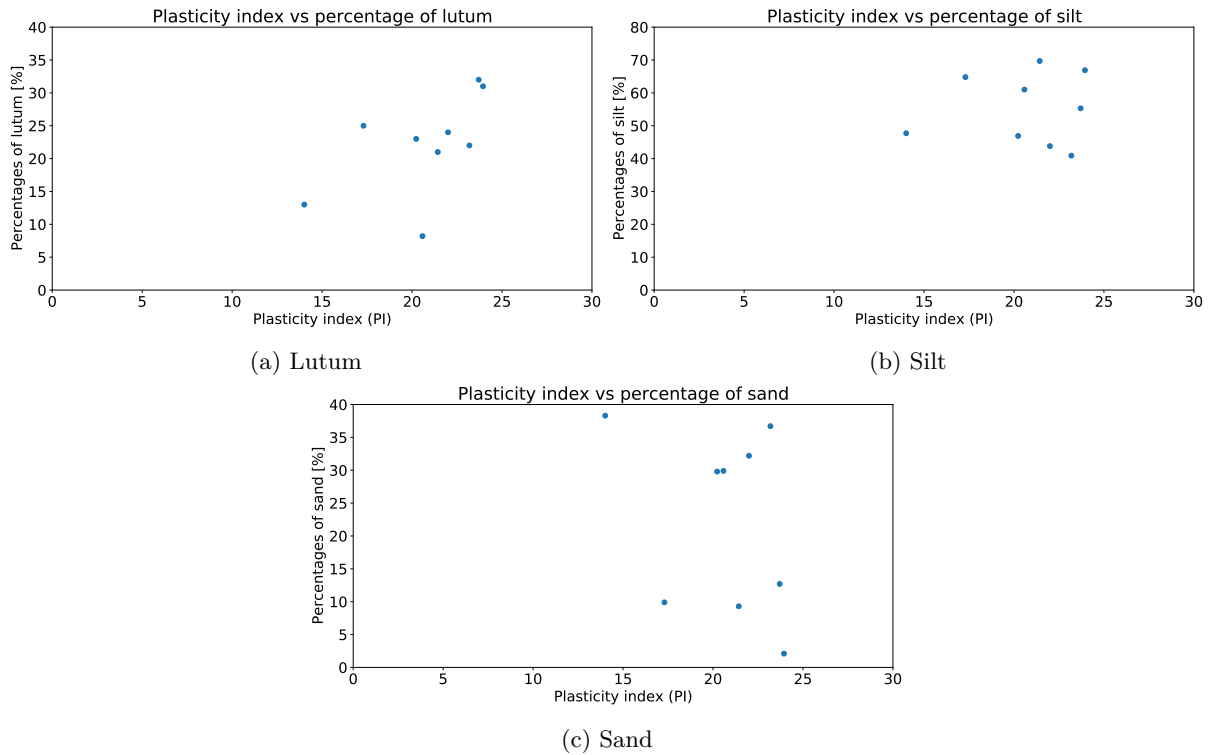 Plasticity index vs percentage of lutum
40
35
30
25
20
15
10
5
0
Percentages of lutum [%]
0 5 10 15 20 25 30
Plasticity index (PI)
(a) Lutum
Plasticity index vs percentage of silt
80
70
60
50
40
30
20
10
0
Percentages of silt [%]
0 5 10 15 20 25 30
Plasticity index (PI)
(b) Silt
Plasticity index vs percentage of sand
40
35
30
25
20
15
10
5
0
Percentages of sand [%]
0 5 10 15 20 25 30
Plasticity index (PI)
(c) Sand